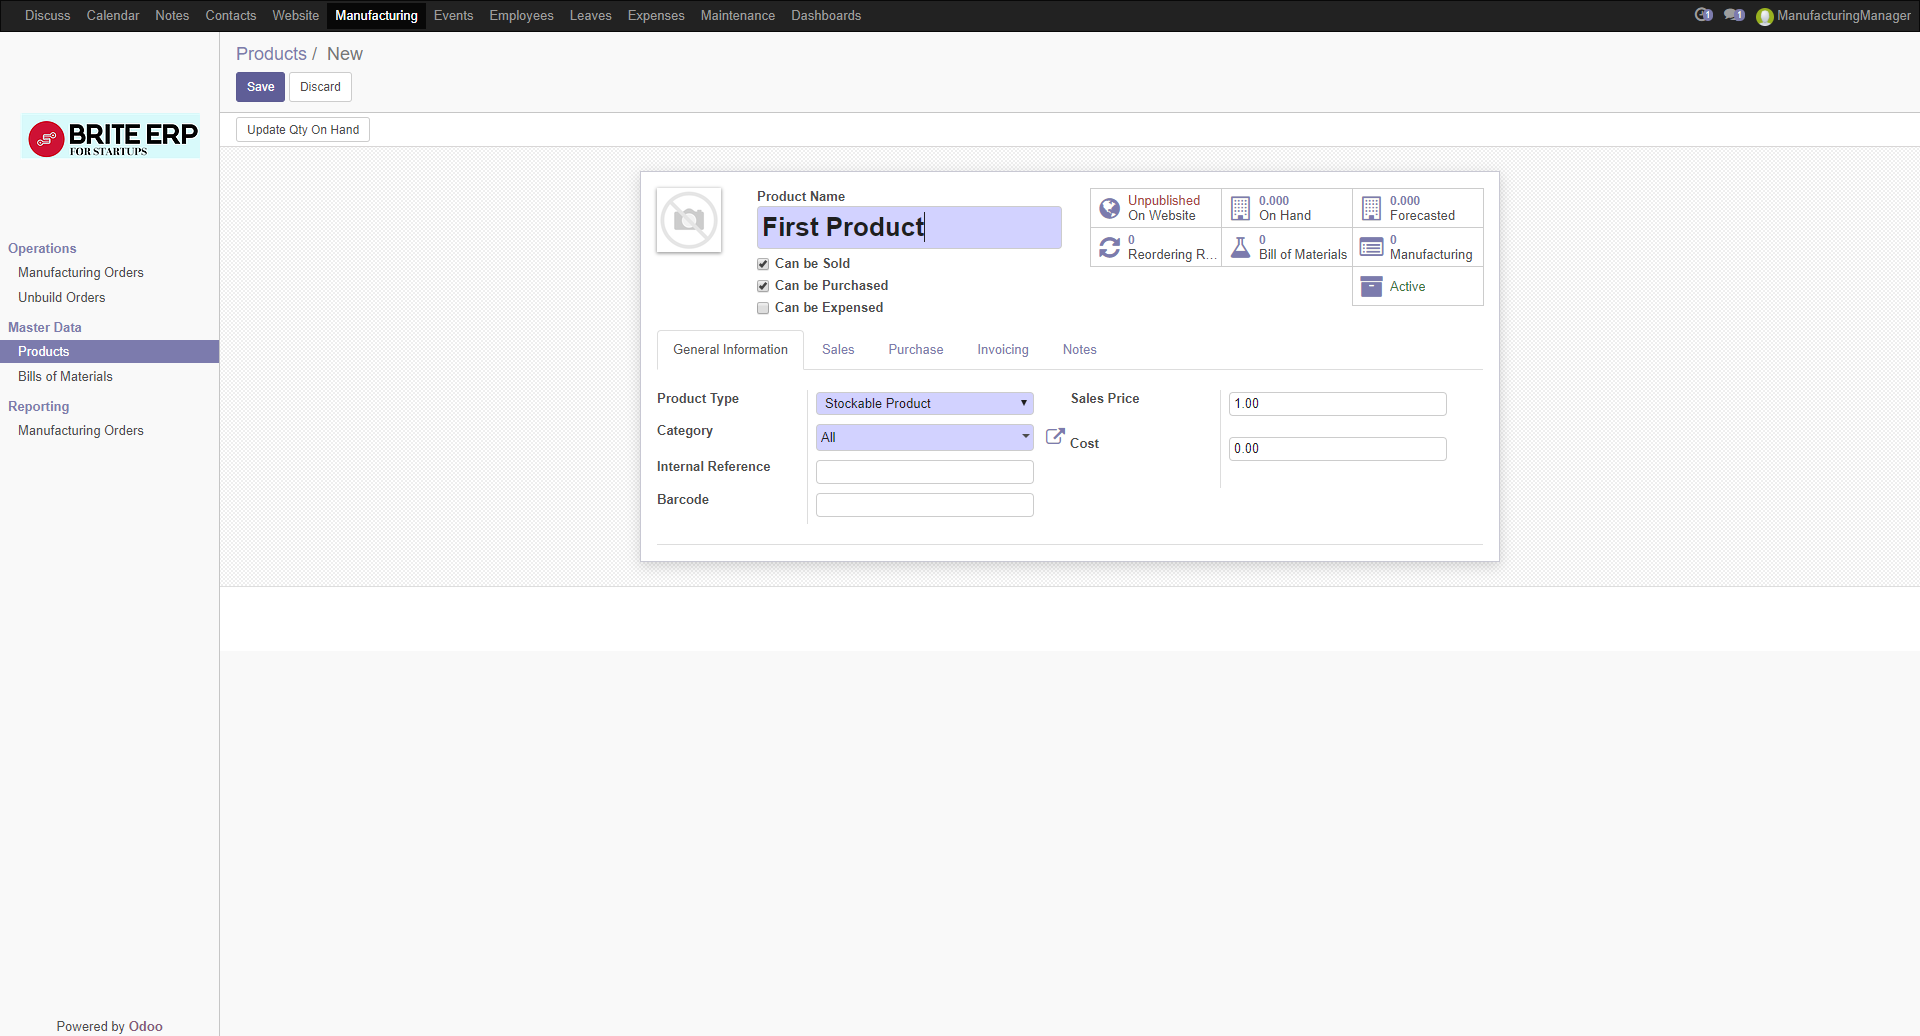 Discuss Calendar Notes Contacts Website Manufacturing Events Employees Leaves Expenses Maintenance Dashboards 1 1 ManufacturingManager
Products / New
Save Discard
Update Qty On Hand
BRITE ERP
FOR STARTUPS
Operations
Manufacturing Orders
Unbuild Orders
Master Data
Products
Bills of Materials
Reporting
Manufacturing Orders
Powered by Odoo
Product Name
First Product
Can be Sold
Can be Purchased
Can be Expensed
Unpublished
On Website
0.000
On Hand
0.000
Forecasted
0
Reordering R...
0
Bill of Materials
0
Manufacturing
Active
General Information Sales Purchase Invoicing Notes
Product Type Stockable Product
Category All
Internal Reference
Barcode
Sales Price 1.00
Cost 0.00